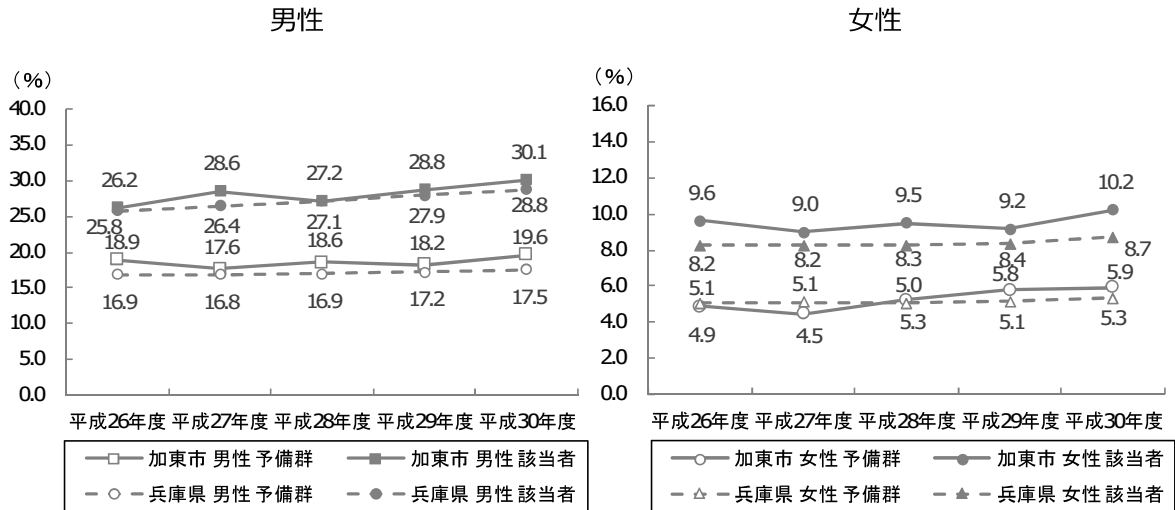 男性
(%)
40.0
35.0
30.0
25.0
20.0
15.0
10.0
5.0
0.0
26.2 28.6 27.2 28.8 30.1
25.8 26.4 27.1 27.9 28.8
18.9 17.6 18.6 18.2 19.6
16.9 16.8 16.9 17.2 17.5
平成26年度 平成27年度 平成28年度 平成29年度 平成30年度
加東市 男性 予備群 加東市 男性 該当者
兵庫県 男性 予備群 兵庫県 男性 該当者
女性
(%)
16.0
14.0
12.0
10.0
8.0
6.0
4.0
2.0
0.0
9.6 9.0 9.5 9.2 10.2
8.2 8.2 8.3 8.4 8.7
5.1 5.1 5.0 5.8 5.9
4.9 4.5 5.3 5.1 5.3
平成26年度 平成27年度 平成28年度 平成29年度 平成30年度
加東市 女性 予備群 加東市 女性 該当者
兵庫県 女性 予備群 兵庫県 女性 該当者